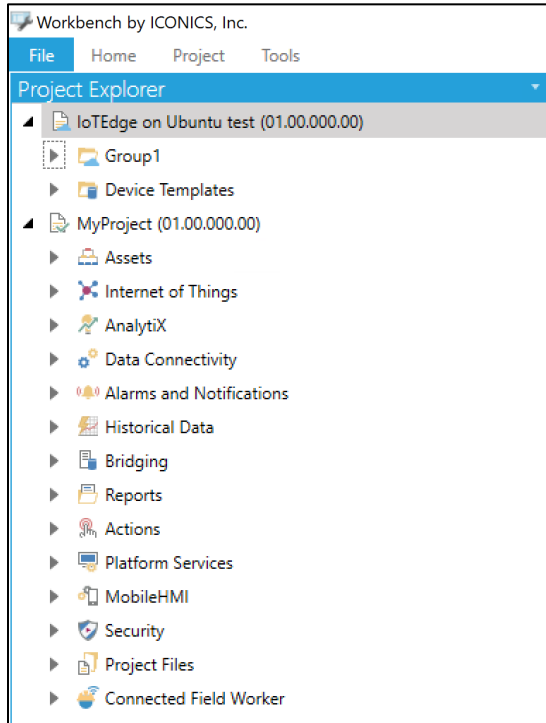 Workbench by ICONICS, Inc.
File Home Project Tools
Project Explorer
IoTEdge on Ubuntu test (01.00.000.00)
Group1
Device Templates
MyProject (01.00.000.00)
Assets
Internet of Things
AnalytiX
Data Connectivity
Alarms and Notifications
Historical Data
Bridging
Reports
Actions
Platform Services
MobileHMI
Security
Project Files
Connected Field Worker